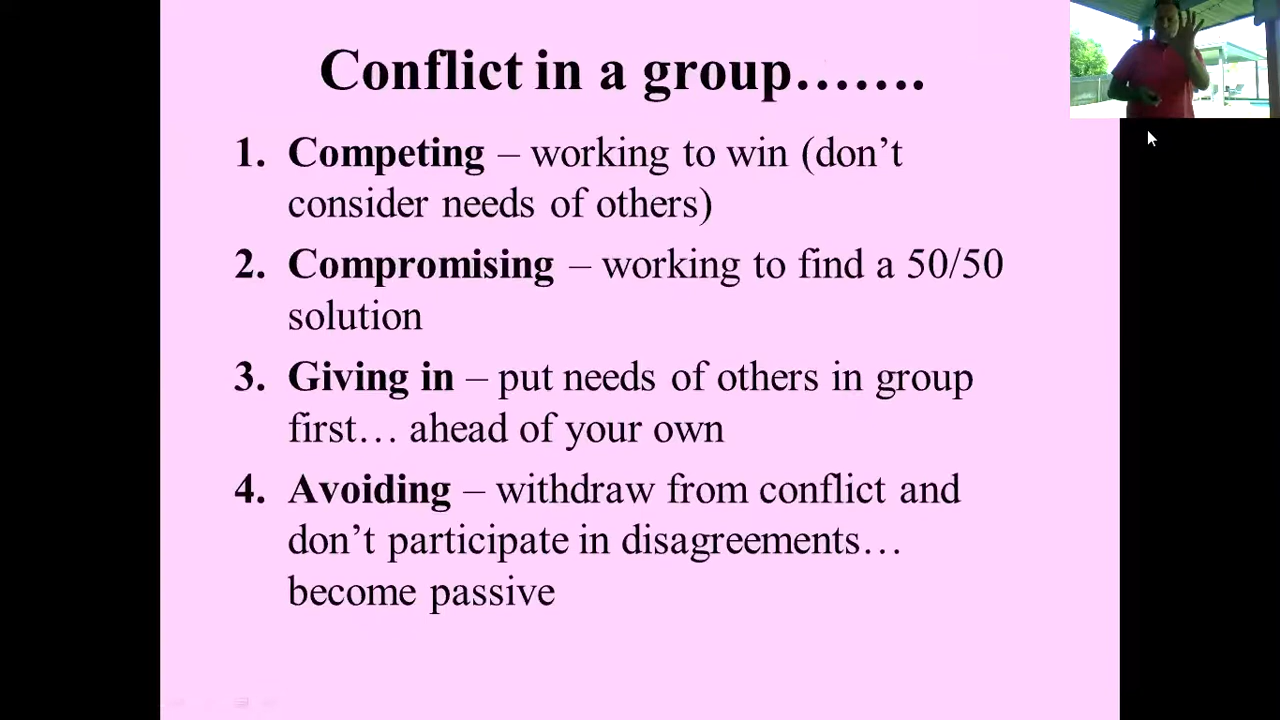 Conflict in a group…….
1. Competing – working to win (don’t
consider needs of others)
2. Compromising – working to find a 50/50
solution
3. Giving in – put needs of others in group
first… ahead of your own
4. Avoiding – withdraw from conflict and
don’t participate in disagreements…
become passive